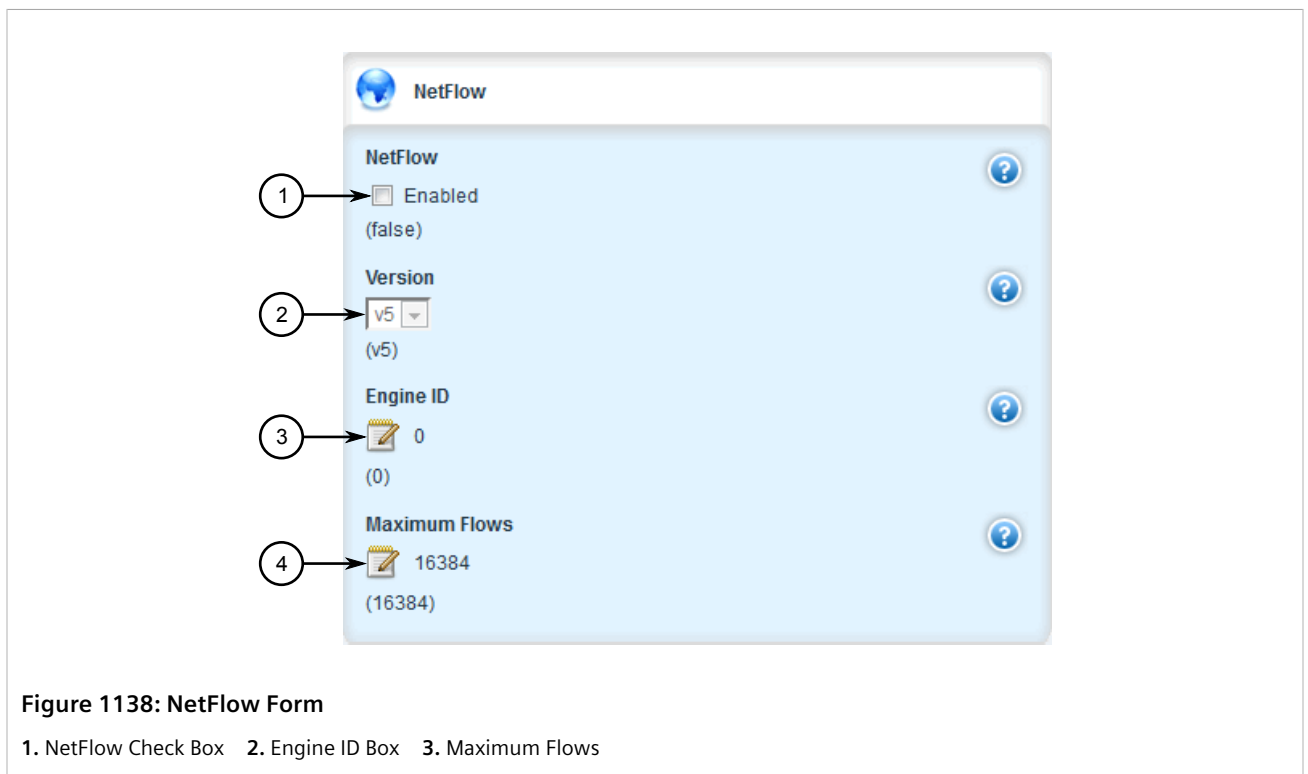 NetFlow
NetFlow
1
Enabled
(false)
Version
2
v5
(v5)
Engine ID
3
0
(0)
Maximum Flows
4
16384
(16384)
Figure 1138: NetFlow Form
1. NetFlow Check Box 2. Engine ID Box 3. Maximum Flows